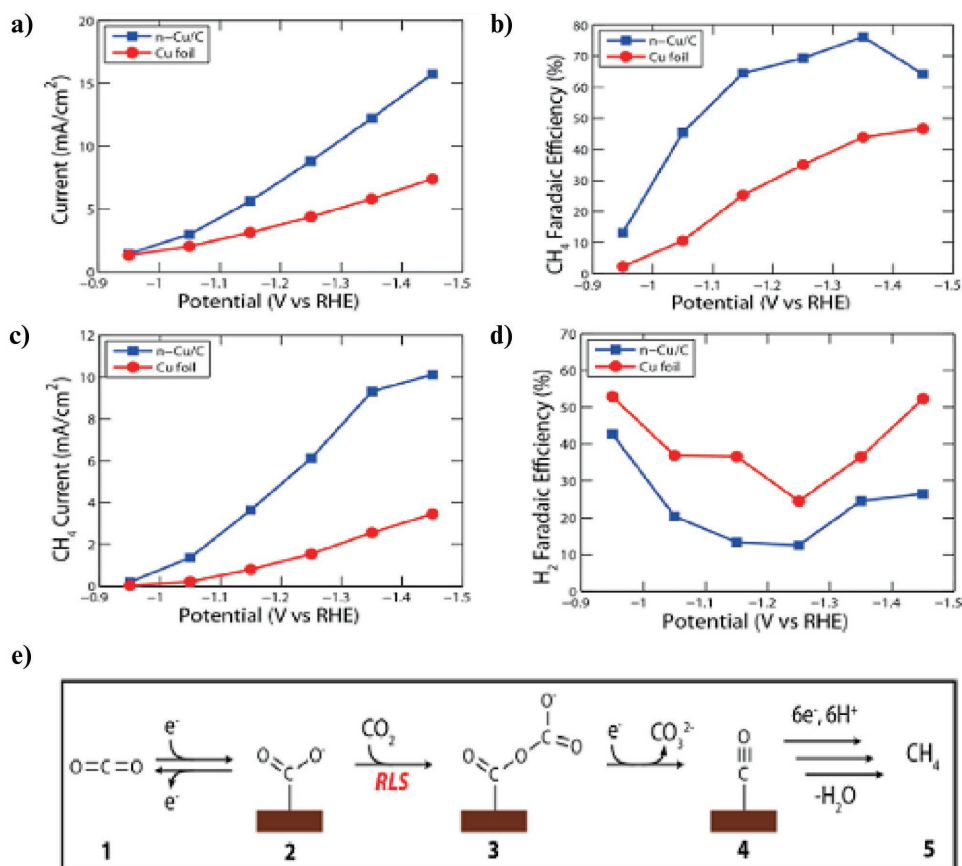 a)
n−Cu/C
Cu foil
20
15
10
5
0
−0.9 −1 −1.1 −1.2 −1.3 −1.4 −1.5
Current (mA/cm²)
Potential (V vs RHE)
b)
n−Cu/C
Cu foil
80
70
60
50
40
30
20
10
0
−0.9 −1 −1.1 −1.2 −1.3 −1.4 −1.5
CH₄ Faradaic Efficiency (%)
Potential (V vs RHE)
c)
n−Cu/C
Cu foil
12
10
8
6
4
2
0
−0.9 −1 −1.1 −1.2 −1.3 −1.4 −1.5
CH₄ Current (mA/cm²)
Potential (V vs RHE)
d)
n−Cu/C
Cu foil
70
60
50
40
30
20
10
0
−0.9 −1 −1.1 −1.2 −1.3 −1.4 −1.5
H₂ Faradaic Efficiency (%)
Potential (V vs RHE)
e)
O=C=O
e⁻
e⁻
O O⁻
C
CO₂
RLS
O⁻
O C O
C O
e⁻ CO₃²⁻
O
C
6e⁻, 6H⁺
-H₂O
CH₄
1 2 3 4 5